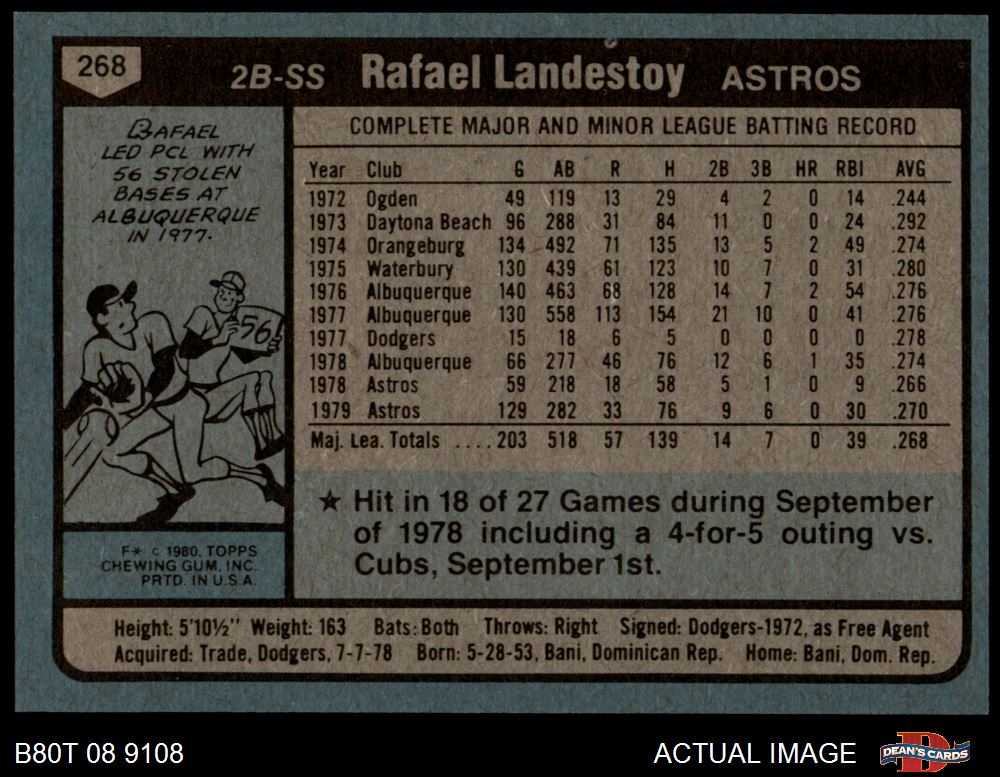 268
2B-SS Rafael Landestoy ASTROS
RAFAEL
LED PCL WITH
56 STOLEN
BASES AT
ALBUQUERQUE
IN 1977.
56
F* © 1980, TOPPS
CHEWING GUM, INC.
PRTD. IN U.S.A.
COMPLETE MAJOR AND MINOR LEAGUE BATTING RECORD
Year Club G AB R H 2B 3B HR RBI AVG
1972 Ogden 49 119 13 29 4 2 0 14 .244
1973 Daytona Beach 96 288 31 84 11 0 0 24 .292
1974 Orangeburg 134 492 71 135 13 5 2 49 .274
1975 Waterbury 130 439 61 123 10 7 0 31 .280
1976 Albuquerque 140 463 68 128 14 7 2 54 .276
1977 Albuquerque 130 558 113 154 21 10 0 41 .276
1977 Dodgers 15 18 6 5 0 0 0 0 .278
1978 Albuquerque 66 277 46 76 12 6 1 35 .274
1978 Astros 59 218 18 58 5 1 0 9 .266
1979 Astros 129 282 33 76 9 6 0 30 .270
Maj. Lea. Totals ....203 518 57 139 14 7 0 39 .268
★ Hit in 18 of 27 Games during September
of 1978 including a 4-for-5 outing vs.
Cubs, September 1st.
Height: 5'10½" Weight: 163 Bats: Both Throws: Right Signed: Dodgers-1972, as Free Agent
Acquired: Trade, Dodgers, 7-7-78 Born: 5-28-53, Bani, Dominican Rep. Home: Bani, Dom. Rep.
B80T 08 9108 ACTUAL IMAGE DEAN'S CARDS